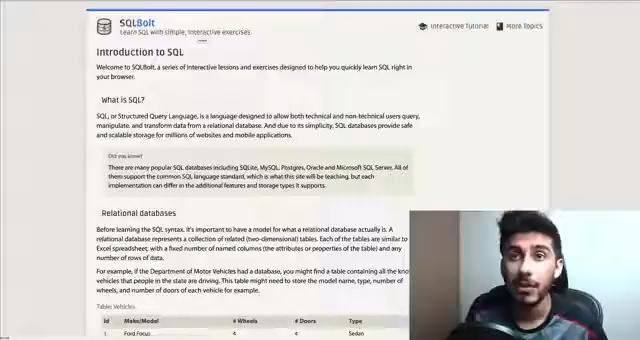 SQLBolt
Learn SQL with simple, interactive exercises.
Interactive Tutorial
More Topics
Introduction to SQL
Welcome to SQLBolt, a series of interactive lessons and exercises designed to help you quickly learn SQL right in
your browser.
What is SQL?
SQL, or Structured Query Language, is a language designed to allow both technical and non-technical users query,
manipulate, and transform data from a relational database. And due to its simplicity, SQL databases provide safe
and scalable storage for millions of websites and mobile applications.
Did you know?
There are many popular SQL databases including SQLite, MySQL, Postgres, Oracle and Microsoft SQL Server. All of
them support the common SQL language standard, which is what this site will be teaching, but each
implementation can differ in the additional features and storage types it supports.
Relational databases
Before learning the SQL syntax, it's important to have a model for what a relational database actually is. A
relational database represents a collection of related (two-dimensional) tables. Each of the tables are similar to
Excel spreadsheet, with a fixed number of named columns (the attributes or properties of the table) and any
number of rows of data.
For example, if the Department of Motor Vehicles had a database, you might find a table containing all the kno
vehicles that people in the state are driving. This table might need to store the model name, type, number of
wheels, and number of doors of each vehicle for example.
Table: Vehicles
Id Make/Model # Wheels # Doors Type
1 Ford Focus 4 4 Sedan